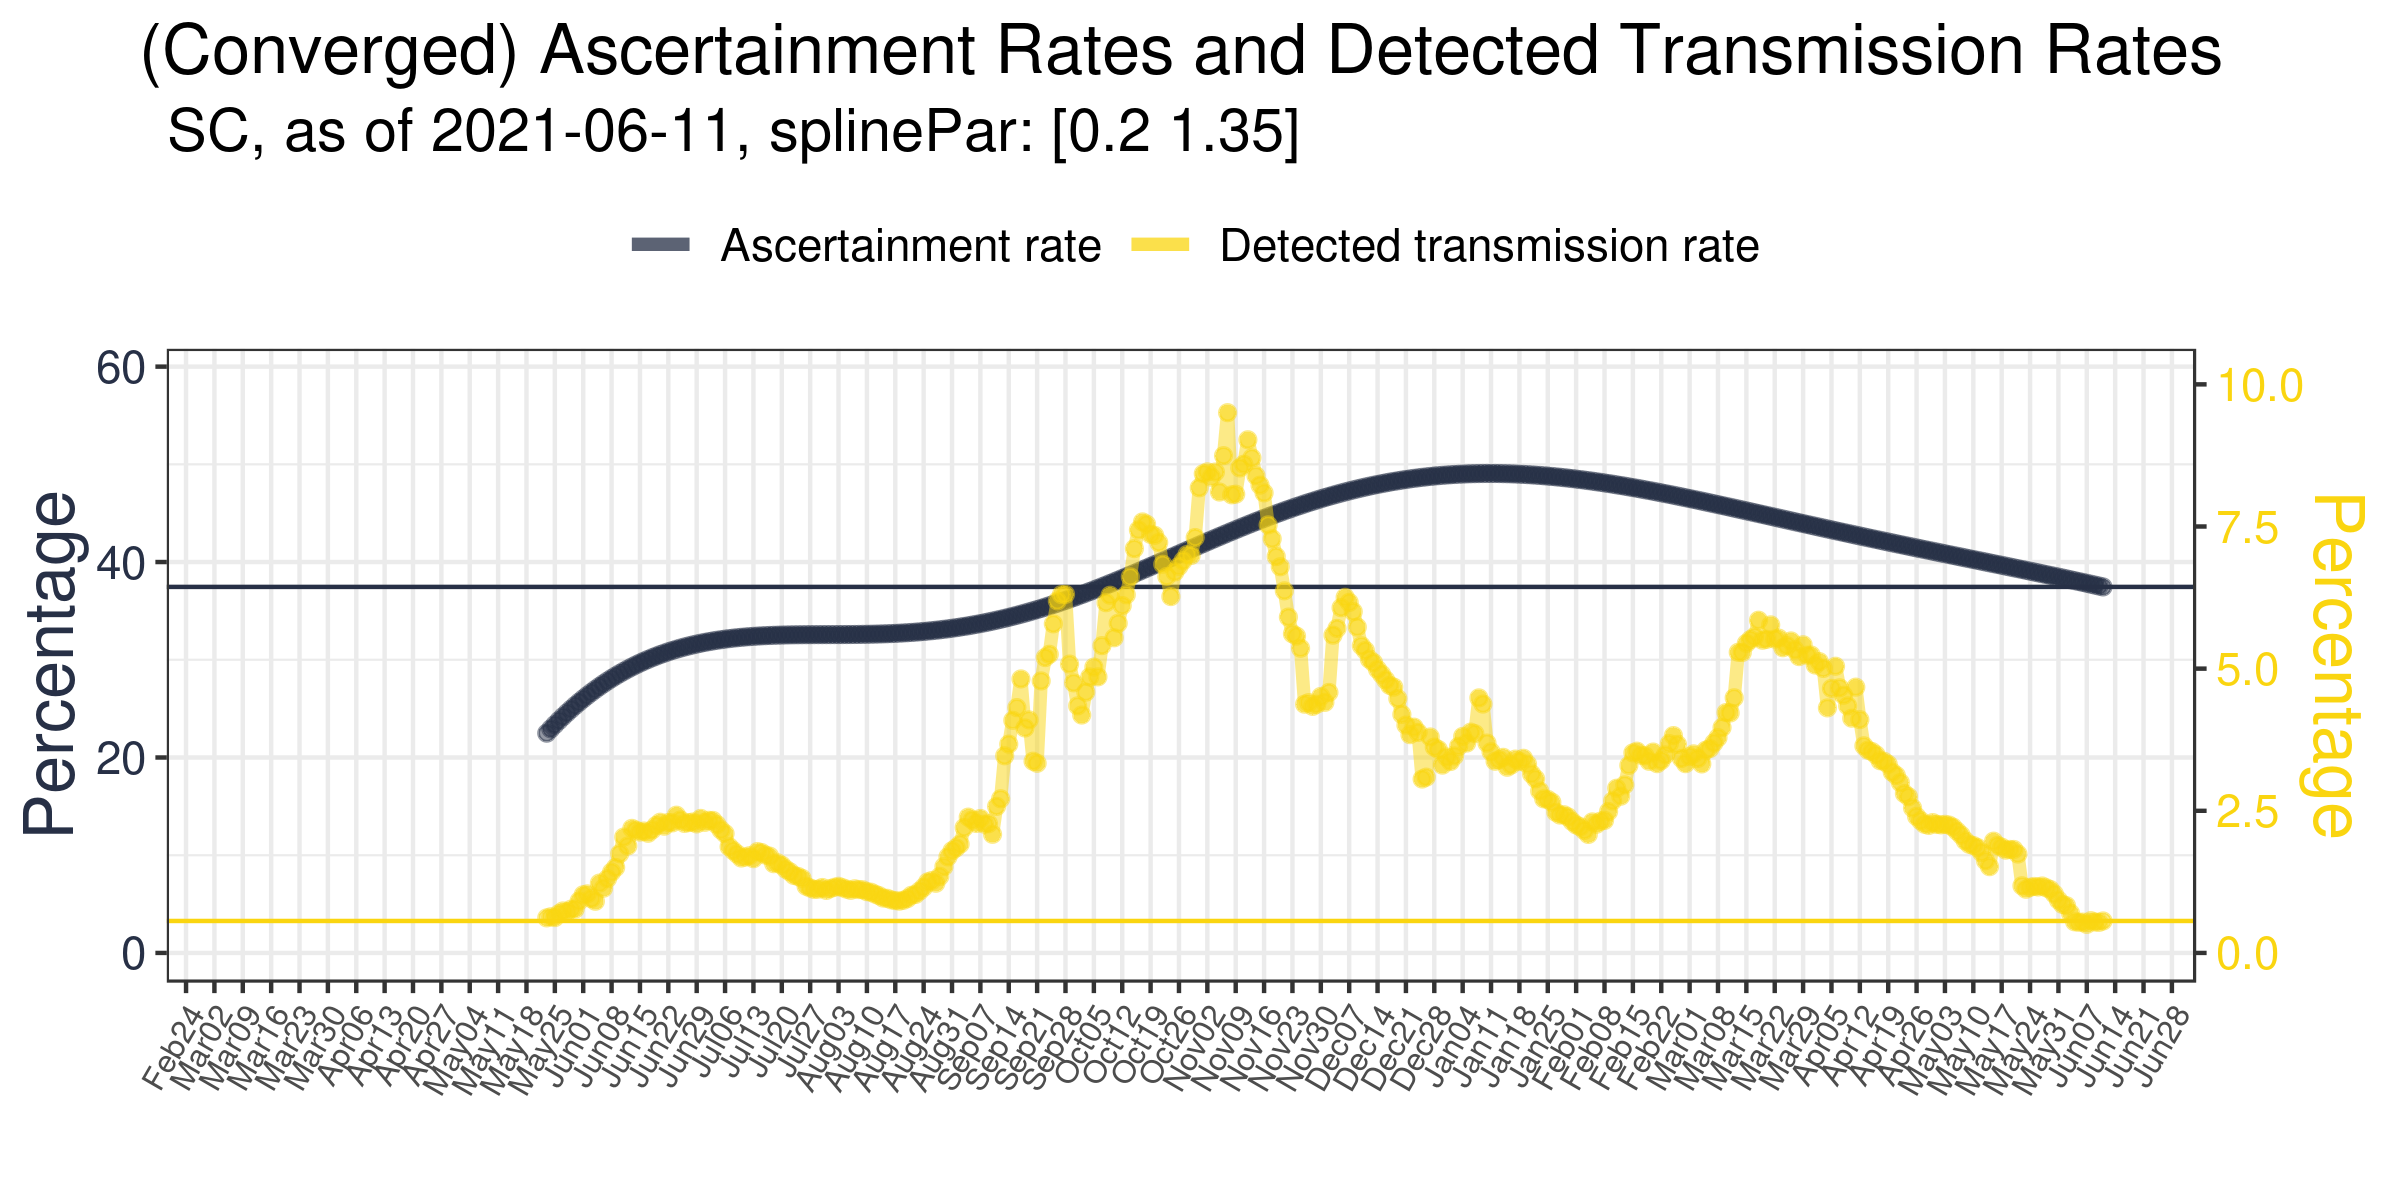 (Converged) Ascertainment Rates and Detected Transmission Rates
SC, as of 2021-06-11, splinePar: [0.2 1.35]
Ascertainment rate
Detected transmission rate
Percentage
60
40
20
0
10.0
7.5
5.0
2.5
0.0
Percentage
Feb24
Mar02
Mar09
Mar16
Mar23
Mar30
Apr06
Apr13
Apr20
Apr27
May04
May11
May18
May25
Jun01
Jun08
Jun15
Jun22
Jun29
Jul06
Jul13
Jul20
Jul27
Aug03
Aug10
Aug17
Aug24
Aug31
Sep07
Sep14
Sep21
Sep28
Oct05
Oct12
Oct19
Oct26
Nov02
Nov09
Nov16
Nov23
Nov30
Dec07
Dec14
Dec21
Dec28
Jan04
Jan11
Jan18
Jan25
Feb01
Feb08
Feb15
Feb22
Mar01
Mar08
Mar15
Mar22
Mar29
Apr05
Apr12
Apr19
Apr26
May03
May10
May17
May24
May31
Jun07
Jun14
Jun21
Jun28